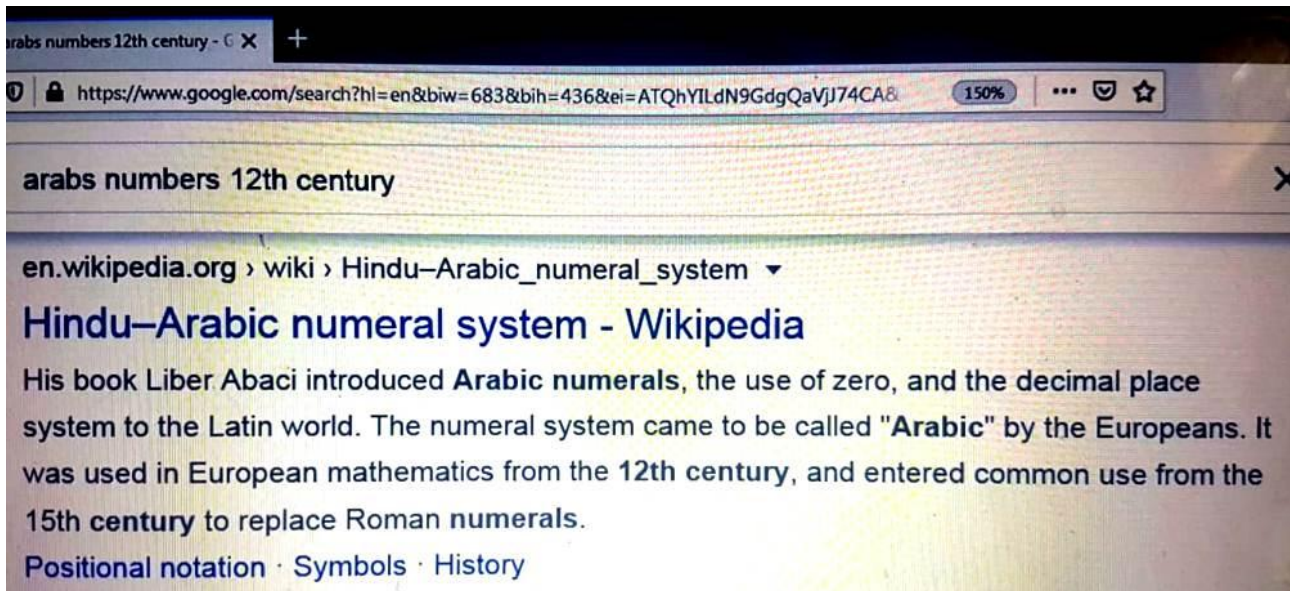 arabs numbers 12th century - G
https://www.google.com/search?hl=en&biw=683&bih=436&ei=ATQhYILdN9GdgQaVjJ74CA&
150%
arabs numbers 12th century
en.wikipedia.org › wiki › Hindu–Arabic_numeral_system
Hindu–Arabic numeral system - Wikipedia
His book Liber Abaci introduced Arabic numerals, the use of zero, and the decimal place
system to the Latin world. The numeral system came to be called "Arabic" by the Europeans. It
was used in European mathematics from the 12th century, and entered common use from the
15th century to replace Roman numerals.
Positional notation · Symbols · History